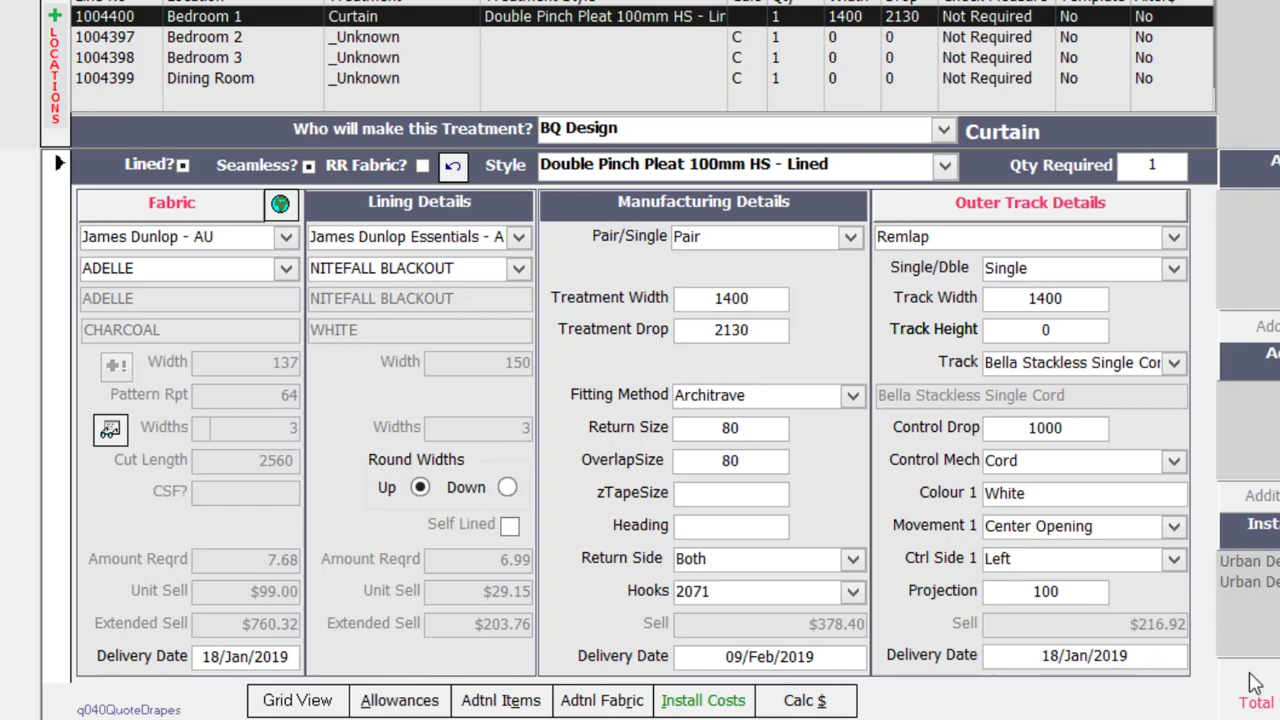 1004400 Bedroom 1 Curtain Double Pinch Pleat 100mm HS - Lir 1 1400 2130 Not Required No No
1004397 Bedroom 2 _Unknown C 1 0 0 Not Required No No
1004398 Bedroom 3 _Unknown C 1 0 0 Not Required No No
1004399 Dining Room _Unknown C 1 0 0 Not Required No No
LOCATIONS
Who will make this Treatment? BQ Design Curtain
Lined? Seamless? RR Fabric? Style Double Pinch Pleat 100mm HS - Lined Qty Required 1
Fabric Lining Details Manufacturing Details Outer Track Details
James Dunlop - AU James Dunlop Essentials - A Pair/Single Pair Remlap
ADELLE NITEFALL BLACKOUT Single/Dble Single
ADELLE NITEFALL BLACKOUT Treatment Width 1400 Track Width 1400
CHARCOAL WHITE Treatment Drop 2130 Track Height 0
Width 137 Width 150 Track Bella Stackless Single Cor
Pattern Rpt 64 Fitting Method Architrave Bella Stackless Single Cord
Widths 3 Widths 3 Return Size 80 Control Drop 1000
Cut Length 2560 Round Widths OverlapSize 80 Control Mech Cord
CSF? Up Down zTapeSize Colour 1 White
Self Lined Heading Movement 1 Center Opening
Amount Reqrd 7.68 Amount Reqrd 6.99 Return Side Both Ctrl Side 1 Left
Unit Sell $99.00 Unit Sell $29.15 Hooks 2071 Projection 100
Extended Sell $760.32 Extended Sell $203.76 Sell $378.40 Sell $216.92
Delivery Date 18/Jan/2019 Delivery Date 09/Feb/2019 Delivery Date 18/Jan/2019
A
Add
Ac
Addit
Inst
Urban De
Urban De
Total
Grid View Allowances Adtnl Items Adtnl Fabric Install Costs Calc $
q040QuoteDrapes